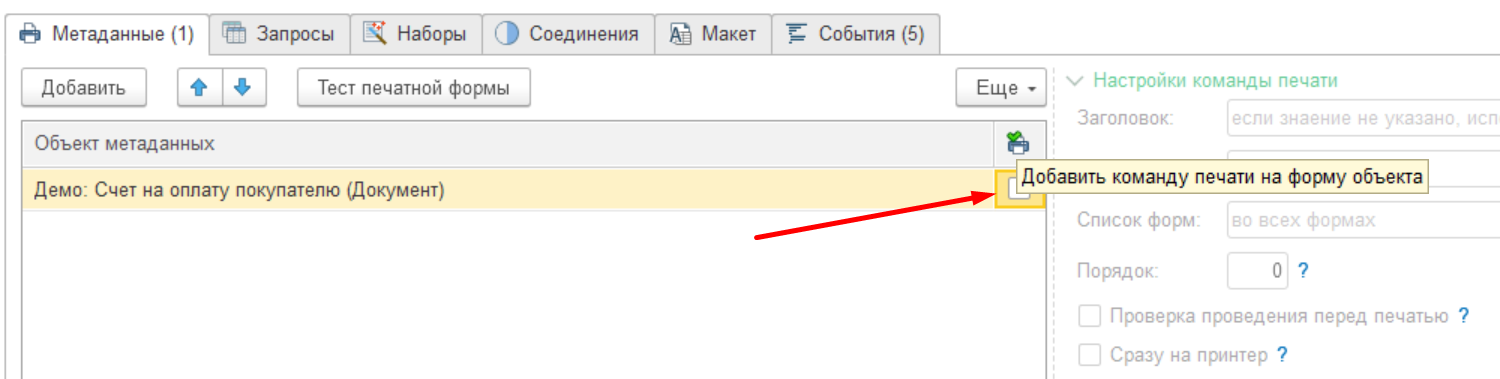 Метаданные (1) Запросы Наборы Соединения Макет События (5)
Добавить Тест печатной формы Еще
Настройки команды печати
Заголовок: если знаение не указано, исп
Объект метаданных
Демо: Счет на оплату покупателю (Документ)
Добавить команду печати на форму объекта
Список форм: во всех формах
Порядок: 0 ?
Проверка проведения перед печатью ?
Сразу на принтер ?